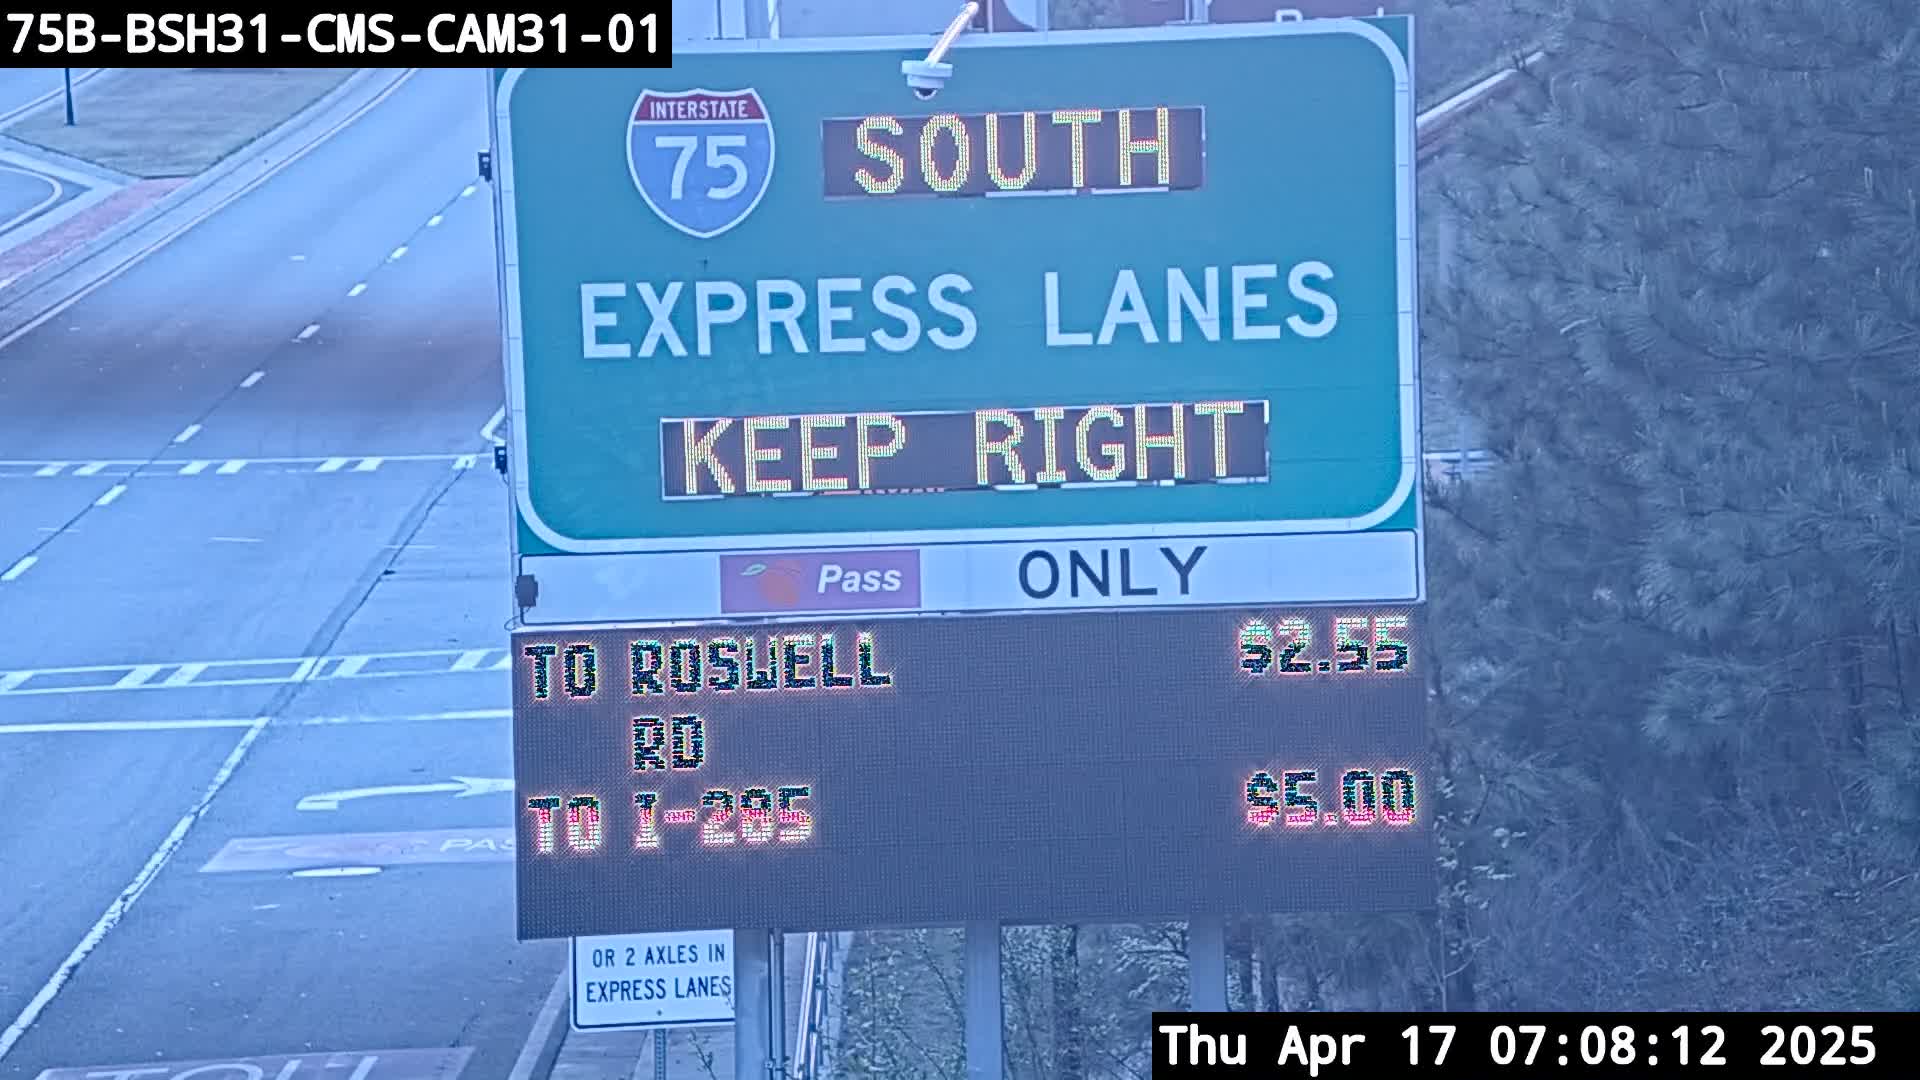 75B-BSH31-CMS-CAM31-01
INTERSTATE
75
SOUTH
EXPRESS LANES
KEEP RIGHT
Pass ONLY
TO ROSWELL $2.55
RD
TO I-285 $5.00
OR 2 AXLES IN
EXPRESS LANES
Thu Apr 17 07:08:12 2025